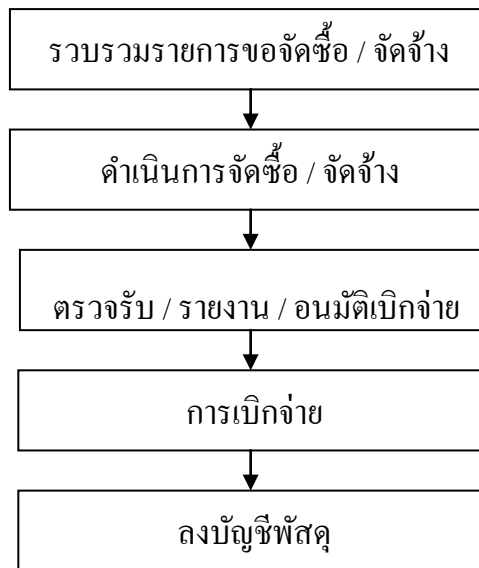 รวบรวมรายการขอจัดซื้อ / จัดจ้าง
ดำเนินการจัดซื้อ / จัดจ้าง
ตรวจรับ / รายงาน / อนมัติเบิกจ่าย
การเบิกจ่าย
ลงบัญชีพัสดุ